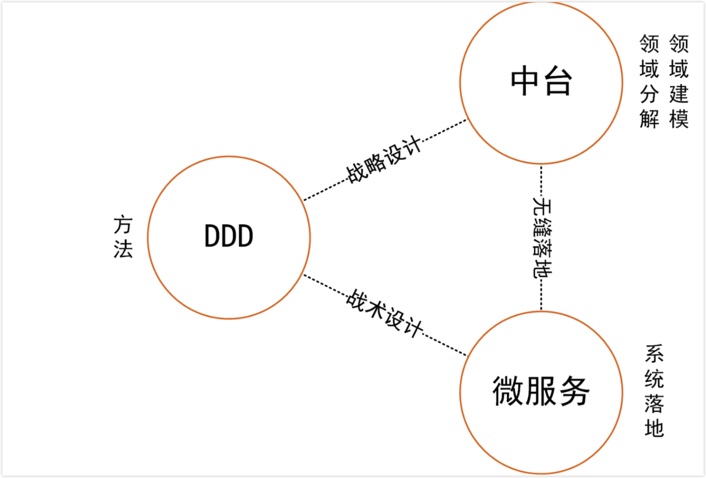 中台
领域建模
领域分解
战略设计
方法
DDD
无缝落地
战术设计
微服务
系统落地